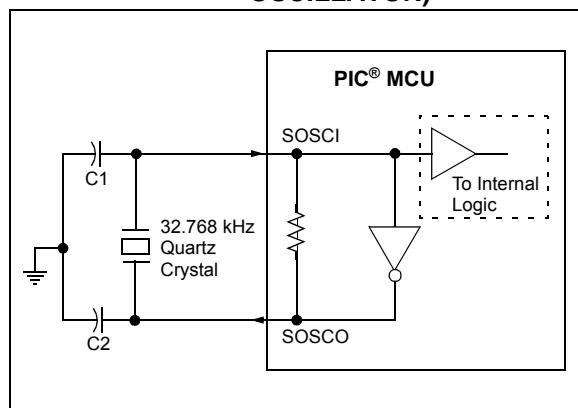 PIC® MCU
SOSCI
C1
To Internal
Logic
32.768 kHz
Quartz
Crystal
SOSCO
C2